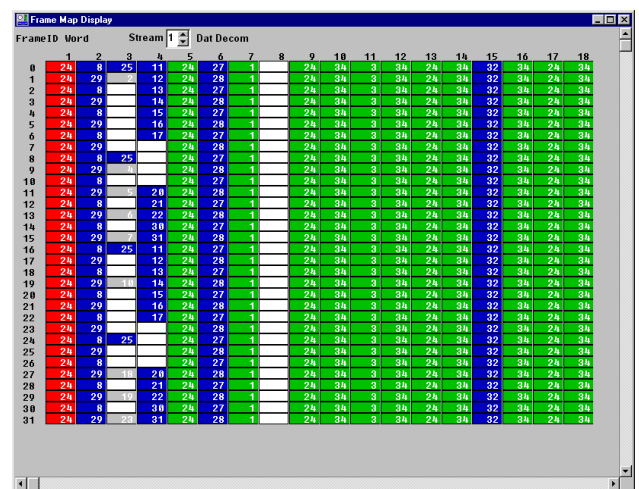 Frame Map Display
FrameID Word Stream 1 Dat Decom
1 2 3 4 5 6 7 8 9 10 11 12 13 14 15 16 17 18
0 24 8 25 11 24 27 1 24 34 3 34 24 34 32 34 24 34
1 24 29 2 12 24 28 1 24 34 3 34 24 34 32 34 24 34
2 24 8 13 24 27 1 24 34 3 34 24 34 32 34 24 34
3 24 29 14 24 28 1 24 34 3 34 24 34 32 34 24 34
4 24 8 15 24 27 1 24 34 3 34 24 34 32 34 24 34
5 24 29 16 24 28 1 24 34 3 34 24 34 32 34 24 34
6 24 8 17 24 27 1 24 34 3 34 24 34 32 34 24 34
7 24 29 24 28 1 24 34 3 34 24 34 32 34 24 34
8 24 8 25 24 27 1 24 34 3 34 24 34 32 34 24 34
9 24 29 4 24 28 1 24 34 3 34 24 34 32 34 24 34
10 24 8 24 27 1 24 34 3 34 24 34 32 34 24 34
11 24 29 5 20 24 28 1 24 34 3 34 24 34 32 34 24 34
12 24 8 21 24 27 1 24 34 3 34 24 34 32 34 24 34
13 24 29 6 22 24 28 1 24 34 3 34 24 34 32 34 24 34
14 24 8 30 24 27 1 24 34 3 34 24 34 32 34 24 34
15 24 29 7 31 24 28 1 24 34 3 34 24 34 32 34 24 34
16 24 8 25 11 24 27 1 24 34 3 34 24 34 32 34 24 34
17 24 29 12 24 28 1 24 34 3 34 24 34 32 34 24 34
18 24 8 13 24 27 1 24 34 3 34 24 34 32 34 24 34
19 24 29 10 14 24 28 1 24 34 3 34 24 34 32 34 24 34
20 24 8 15 24 27 1 24 34 3 34 24 34 32 34 24 34
21 24 29 16 24 28 1 24 34 3 34 24 34 32 34 24 34
22 24 8 17 24 27 1 24 34 3 34 24 34 32 34 24 34
23 24 29 24 28 1 24 34 3 34 24 34 32 34 24 34
24 24 8 25 24 27 1 24 34 3 34 24 34 32 34 24 34
25 24 29 24 28 1 24 34 3 34 24 34 32 34 24 34
26 24 8 24 27 1 24 34 3 34 24 34 32 34 24 34
27 24 29 18 20 24 28 1 24 34 3 34 24 34 32 34 24 34
28 24 8 21 24 27 1 24 34 3 34 24 34 32 34 24 34
29 24 29 19 22 24 28 1 24 34 3 34 24 34 32 34 24 34
30 24 8 30 24 27 1 24 34 3 34 24 34 32 34 24 34
31 24 29 23 31 24 28 1 24 34 3 34 24 34 32 34 24 34